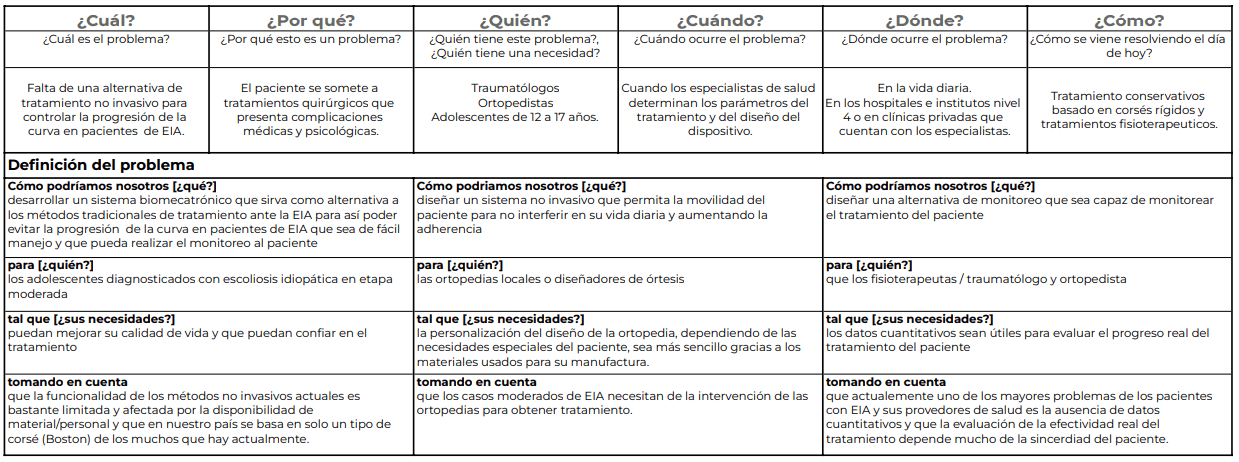 ¿Cuál?
¿Por qué?
¿Quién?
¿Cuándo?
¿Dónde?
¿Cómo?
¿Cuál es el problema?
¿Por qué esto es un problema?
¿Quién tiene este problema?,
¿Quién tiene una necesidad?
¿Cuándo ocurre el problema?
¿Dónde ocurre el problema?
¿Cómo se viene resolviendo el día
de hoy?
Falta de una alternativa de
tratamiento no invasivo para
controlar la progresión de la
curva en pacientes de EIA.
El paciente se somete a
tratamientos quirúrgicos que
presenta complicaciones
médicas y psicológicas.
Traumatólogos
Ortopedistas
Adolescentes de 12 a 17 años.
Cuando los especialistas de salud
determinan los parámetros del
tratamiento y del diseño del
dispositivo.
En la vida diaria.
En los hospitales e institutos nivel
4 o en clínicas privadas que
cuentan con los especialistas.
Tratamiento conservativos
basado en corsés rígidos y
tratamientos fisioterapeuticos.
Definición del problema
Cómo podríamos nosotros [¿qué?]
desarrollar un sistema biomecatrónico que sirva como alternativa a
los métodos tradicionales de tratamiento ante la EIA para así poder
evitar la progresión de la curva en pacientes de EIA que sea de fácil
manejo y que pueda realizar el monitoreo al paciente
Cómo podriamos nosotros [¿qué?]
diseñar un sistema no invasivo que permita la movilidad del
paciente para no interferir en su vida diaria y aumentando la
adherencia
Cómo podríamos nosotros [¿qué?]
diseñar una alternativa de monitoreo que sea capaz de monitorear
el tratamiento del paciente
para [¿quién?]
los adolescentes diagnosticados con escoliosis idiopática en etapa
moderada
para [¿quién?]
las ortopedias locales o diseñadores de órtesis
para [¿quién?]
que los fisioterapeutas / traumatólogo y ortopedista
tal que [¿sus necesidades?]
puedan mejorar su calidad de vida y que puedan confiar en el
tratamiento
tal que [¿sus necesidades?]
la personalización del diseño de la ortopedia, dependiendo de las
necesidades especiales del paciente, sea más sencillo gracias a los
materiales usados para su manufactura.
tal que [¿sus necesidades?]
los datos cuantitativos sean útiles para evaluar el progreso real del
tratamiento del paciente
tomando en cuenta
que la funcionalidad de los métodos no invasivos actuales es
bastante limitada y afectada por la disponibilidad de
material/personal y que en nuestro país se basa en solo un tipo de
corsé (Boston) de los muchos que hay actualmente.
tomando en cuenta
que los casos moderados de EIA necesitan de la intervención de las
ortopedias para obtener tratamiento.
tomando en cuenta
que actualemente uno de los mayores problemas de los pacientes
con EIA y sus provedores de salud es la ausencia de datos
cuantitativos y que la evaluación de la efectividad real del
tratamiento depende mucho de la sincerdiad del paciente.